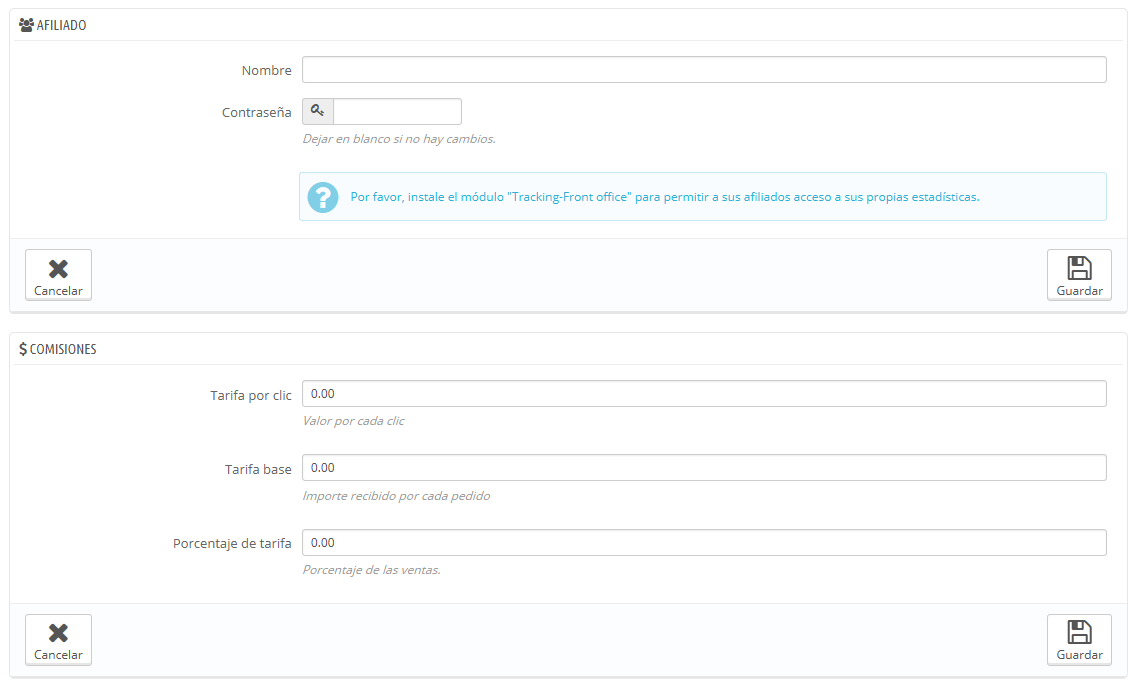 AFILIADO
Nombre
Contraseña
Dejar en blanco si no hay cambios.
Por favor, instale el módulo "Tracking-Front office" para permitir a sus afiliados acceso a sus propias estadísticas.
Cancelar
Guardar
$ COMISIONES
Tarifa por clic 0.00
Valor por cada clic
Tarifa base 0.00
Importe recibido por cada pedido
Porcentaje de tarifa 0.00
Porcentaje de las ventas.
Cancelar
Guardar